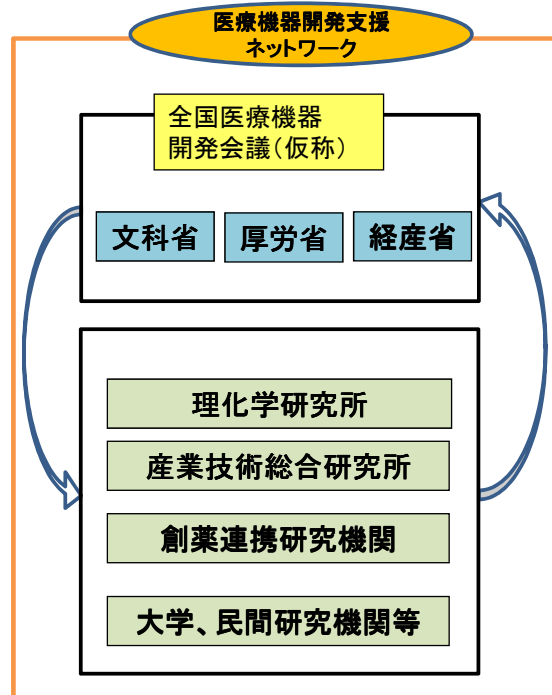 医療機器開発支援
ネットワーク
全国医療機器
開発会議(仮称)
文科省
厚労省
経産省
理化学研究所
産業技術総合研究所
創薬連携研究機関
大学、民間研究機関等